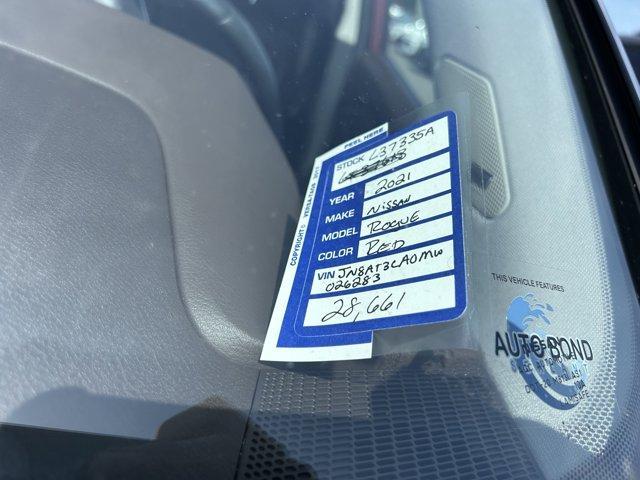 PEEL HERE
STOCK L37335A
YEAR 2021
MAKE NISSAN
MODEL ROGUE
COLOR RED
VIN JN8AT3CA0MW
026283
28,661
COPYRIGHT©
THIS VEHICLE FEATURES
AUTO BOND